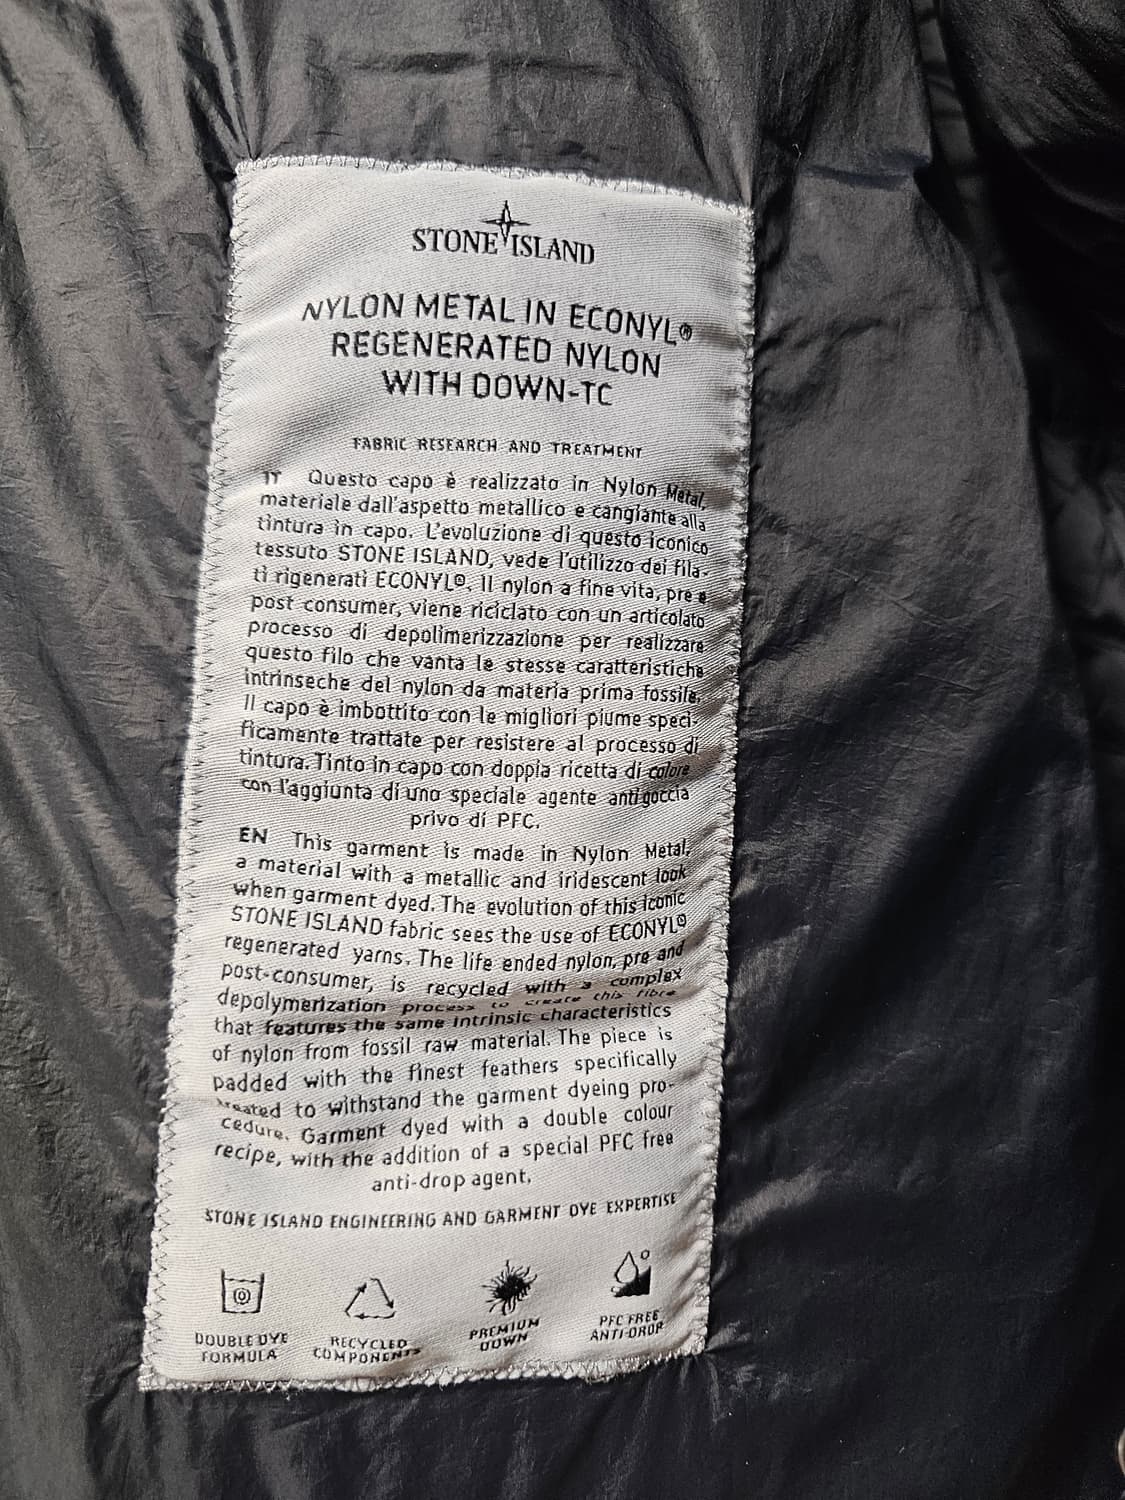 STONE ISLAND
NYLON METAL IN ECONYL®
REGENERATED NYLON
WITH DOWN-TC
FABRIC RESEARCH AND TREATMENT
IT Questo capo è realizzato in Nylon Metal,
materiale dall'aspetto metallico e cangiante alla
tintura in capo. L'evoluzione di questo iconico
tessuto STONE ISLAND, vede l'utilizzo dei fila-
ti rigenerati ECONYL®. Il nylon a fine vita, pre e
post consumer, viene riciclato con un articolato
processo di depolimerizzazione per realizzare
questo filo che vanta le stesse caratteristiche
intrinseche del nylon da materia prima fossile.
Il capo è imbottito con le migliori piume speci-
ficamente trattate per resistere al processo di
tintura. Tinto in capo con doppia ricetta di colore
con l'aggiunta di uno speciale agente anti goccia
privo di PFC.
EN This garment is made in Nylon Metal,
a material with a metallic and iridescent look
when garment dyed. The evolution of this iconic
STONE ISLAND fabric sees the use of ECONYL®
regenerated yarns. The life ended nylon, pre and
post-consumer, is recycled with a complex
depolymerization process to create this fibre
that features the same intrinsic characteristics
of nylon from fossil raw material. The piece is
padded with the finest feathers specifically
treated to withstand the garment dyeing pro-
cedure. Garment dyed with a double colour
recipe, with the addition of a special PFC free
anti-drop agent.
STONE ISLAND ENGINEERING AND GARMENT DYE EXPERTISE
DOUBLE DYE FORMULA
RECYCLED COMPONENTS
PREMIUM DOWN
PFC FREE ANTI-DROP